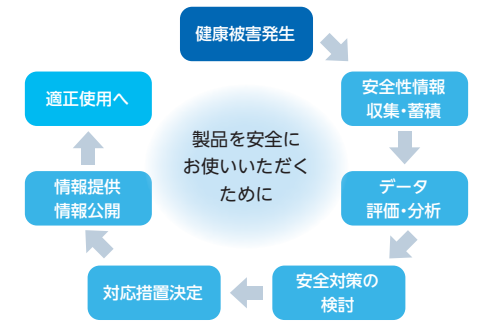 健康被害発生
安全性情報
収集・蓄積
データ
評価・分析
安全対策の
検討
対応措置決定
情報提供
情報公開
適正使用へ
製品を安全に
お使いいただく
ために